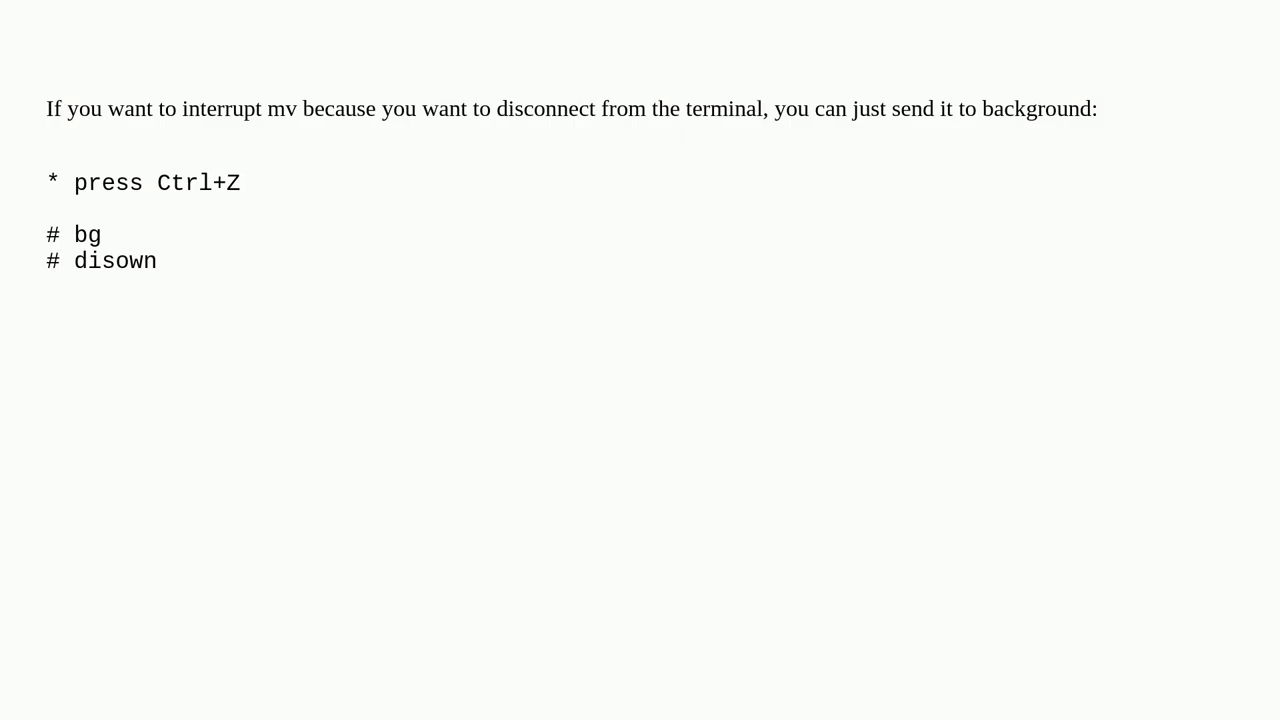 If you want to interrupt mv because you want to disconnect from the terminal, you can just send it to background:
* press Ctrl+Z
# bg
# disown